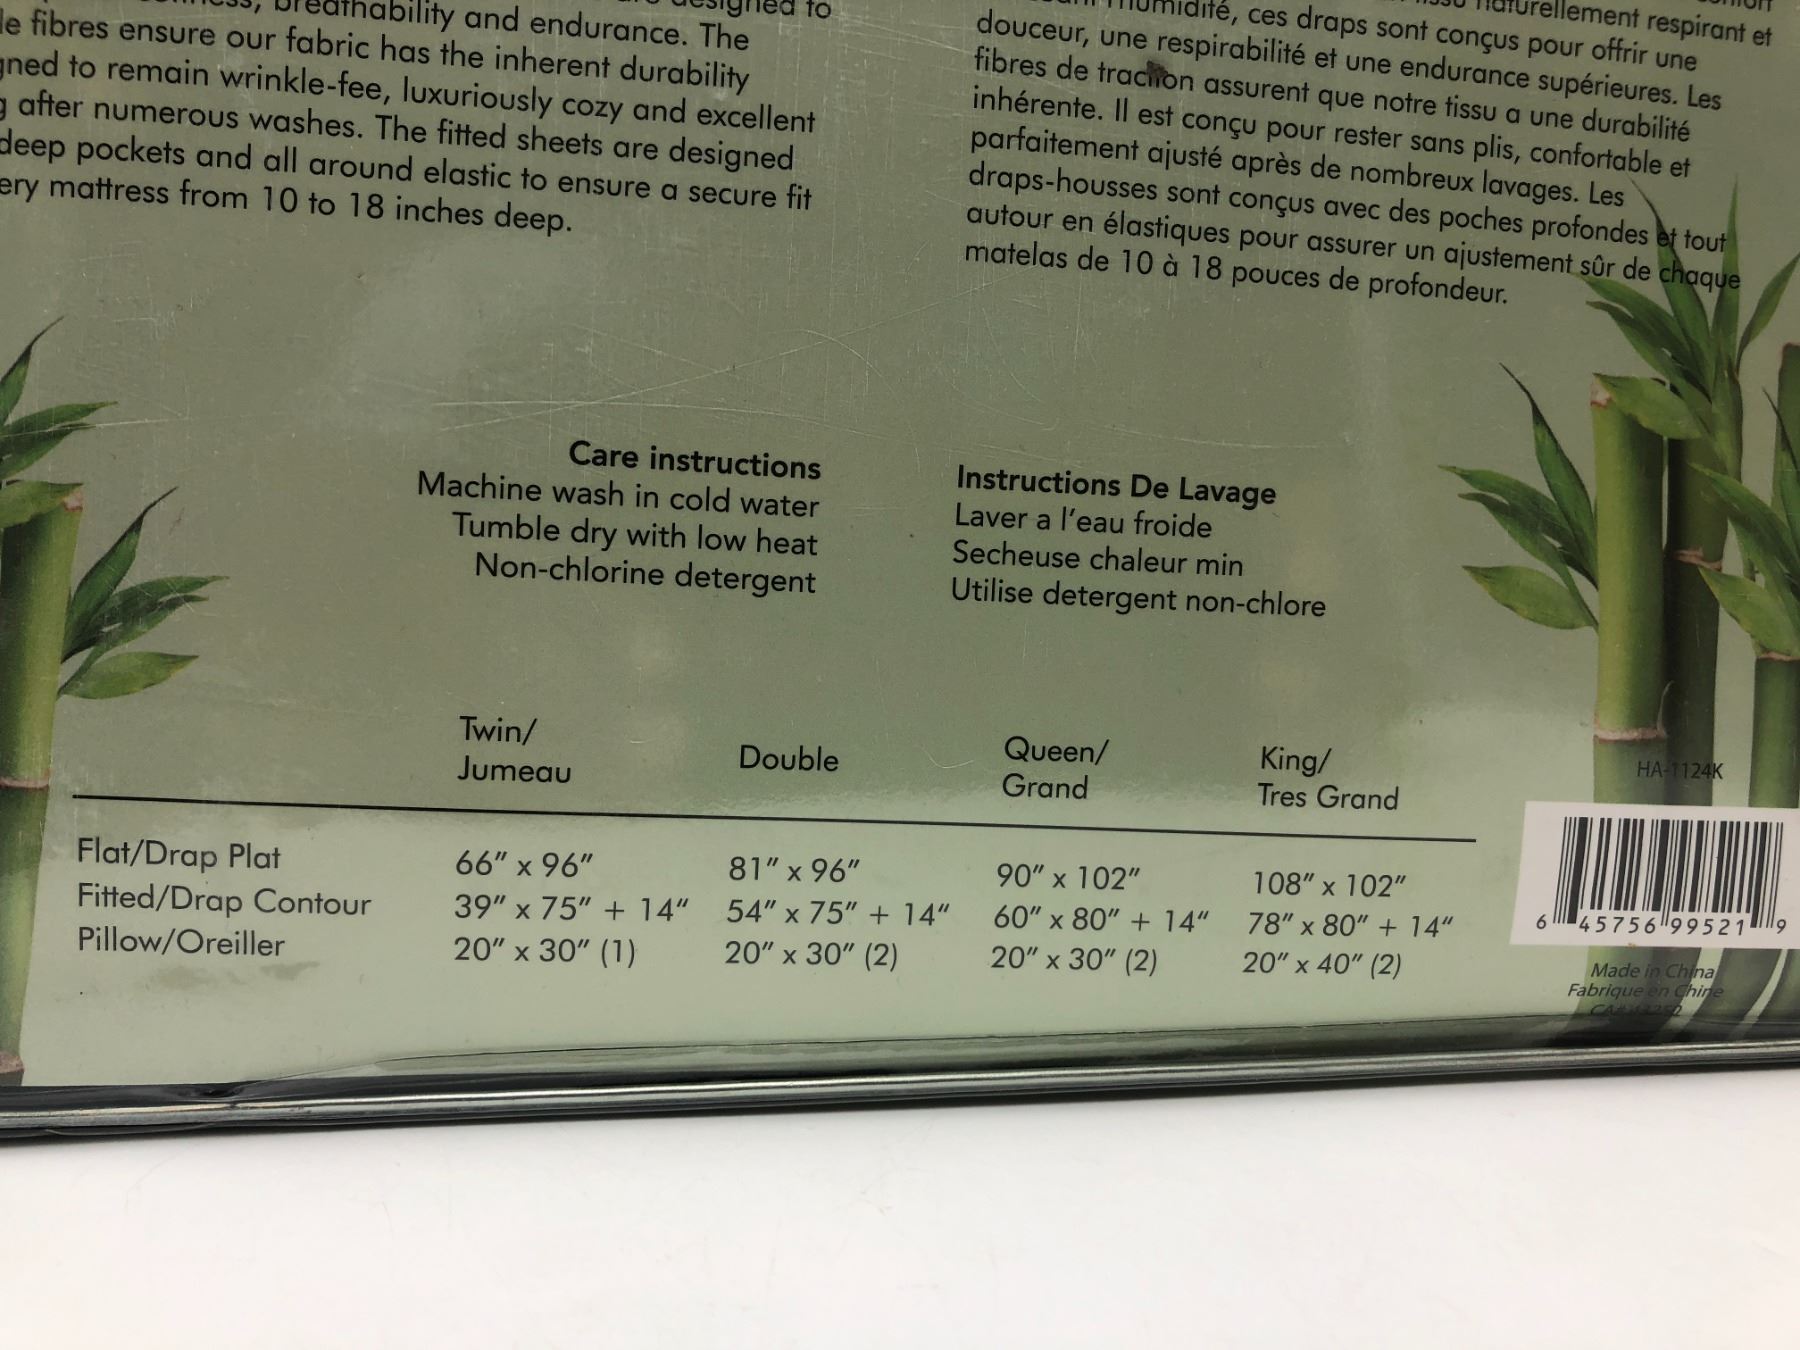 breathability and endurance. The
fibres ensure our fabric has the inherent durability
to remain wrinkle-fee, luxuriously cozy and excellent
after numerous washes. The fitted sheets are designed
deep pockets and all around elastic to ensure a secure fit
mattress from 10 to 18 inches deep.
naturellement respirant et
ces draps sont conçus pour offrir une
douceur, une respirabilité et une endurance supérieures. Les
fibres de traction assurent que notre tissu a une durabilité
inhérente. Il est conçu pour rester sans plis, confortable et
parfaitement ajusté après de nombreux lavages. Les
draps-housses sont conçus avec des poches profondes et tout
autour en élastiques pour assurer un ajustement sûr de chaque
matelas de 10 à 18 pouces de profondeur.
Care instructions
Machine wash in cold water
Tumble dry with low heat
Non-chlorine detergent
Instructions De Lavage
Laver a l'eau froide
Secheuse chaleur min
Utilise detergent non-chlore
Twin/
Jumeau
Double
Queen/
Grand
King/
Tres Grand
Flat/Drap Plat 66" x 96" 81" x 96" 90" x 102" 108" x 102"
Fitted/Drap Contour 39" x 75" + 14" 54" x 75" + 14" 60" x 80" + 14" 78" x 80" + 14"
Pillow/Oreiller 20" x 30" (1) 20" x 30" (2) 20" x 30" (2) 20" x 40" (2)
HA-1124K
6 45756 99521 9
Made in China
Fabrique en Chine